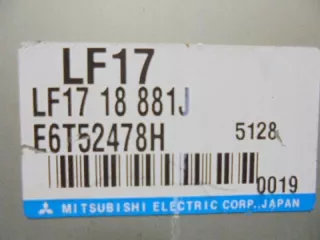 LF17
LF17 18 881J
E6T52478H 5128
0019
MITSUBISHI ELECTRIC CORP., JAPAN